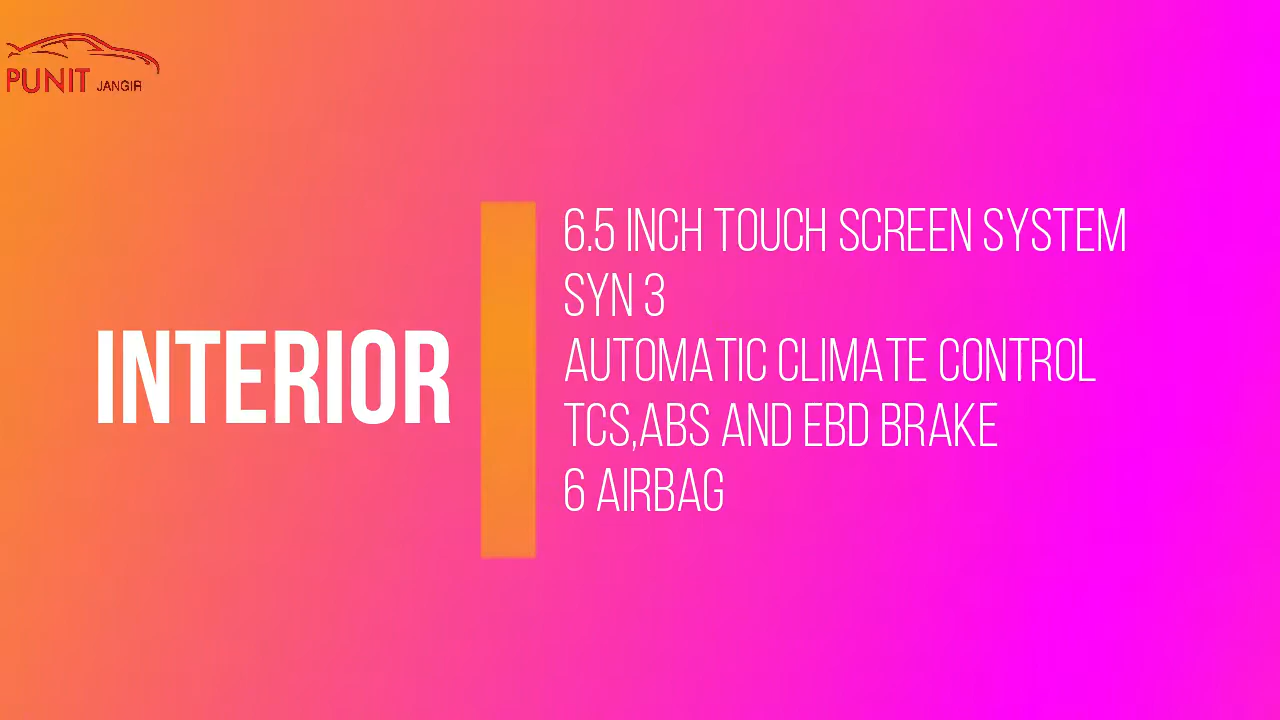 PUNIT JANGIR
INTERIOR
6.5 INCH TOUCH SCREEN SYSTEM
SYN 3
AUTOMATIC CLIMATE CONTROL
TCS,ABS AND EBD BRAKE
6 AIRBAG